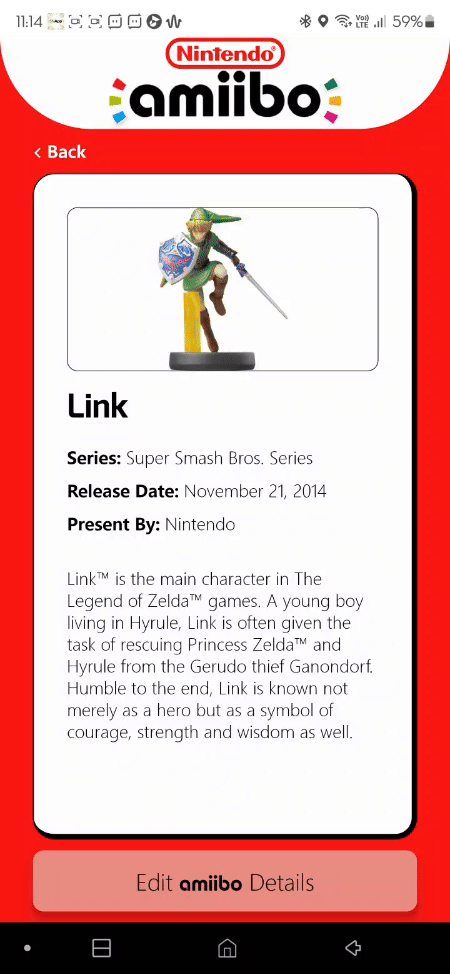 11:14
Vo)) LTE 59%
Nintendo®
amiibo
< Back
Link
Series: Super Smash Bros. Series
Release Date: November 21, 2014
Present By: Nintendo
Link™ is the main character in The
Legend of Zelda™ games. A young boy
living in Hyrule, Link is often given the
task of rescuing Princess Zelda™ and
Hyrule from the Gerudo thief Ganondorf.
Humble to the end, Link is known not
merely as a hero but as a symbol of
courage, strength and wisdom as well.
Edit amiibo Details